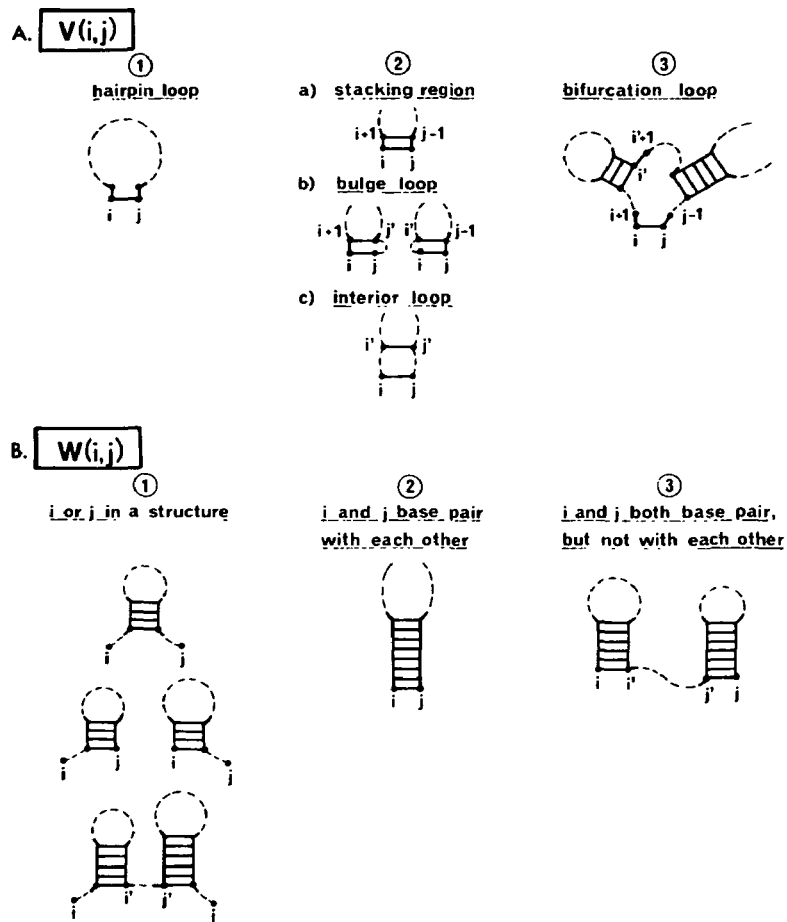 A. V(i,j)
① ② ③
hairpin loop a) stacking region bifurcation loop
i+1 j-1
i j
i j
b) bulge loop
i+1 j' i' j-1
i j i j
i'+1
i'
i+1 j-1
i j
c) interior loop
i' j'
i j
B. W(i,j)
① ② ③
i or j in a structure i and j base pair i and j both base pair,
with each other but not with each other
i j
i j i j
i i' j' j
i j
i i' j' j